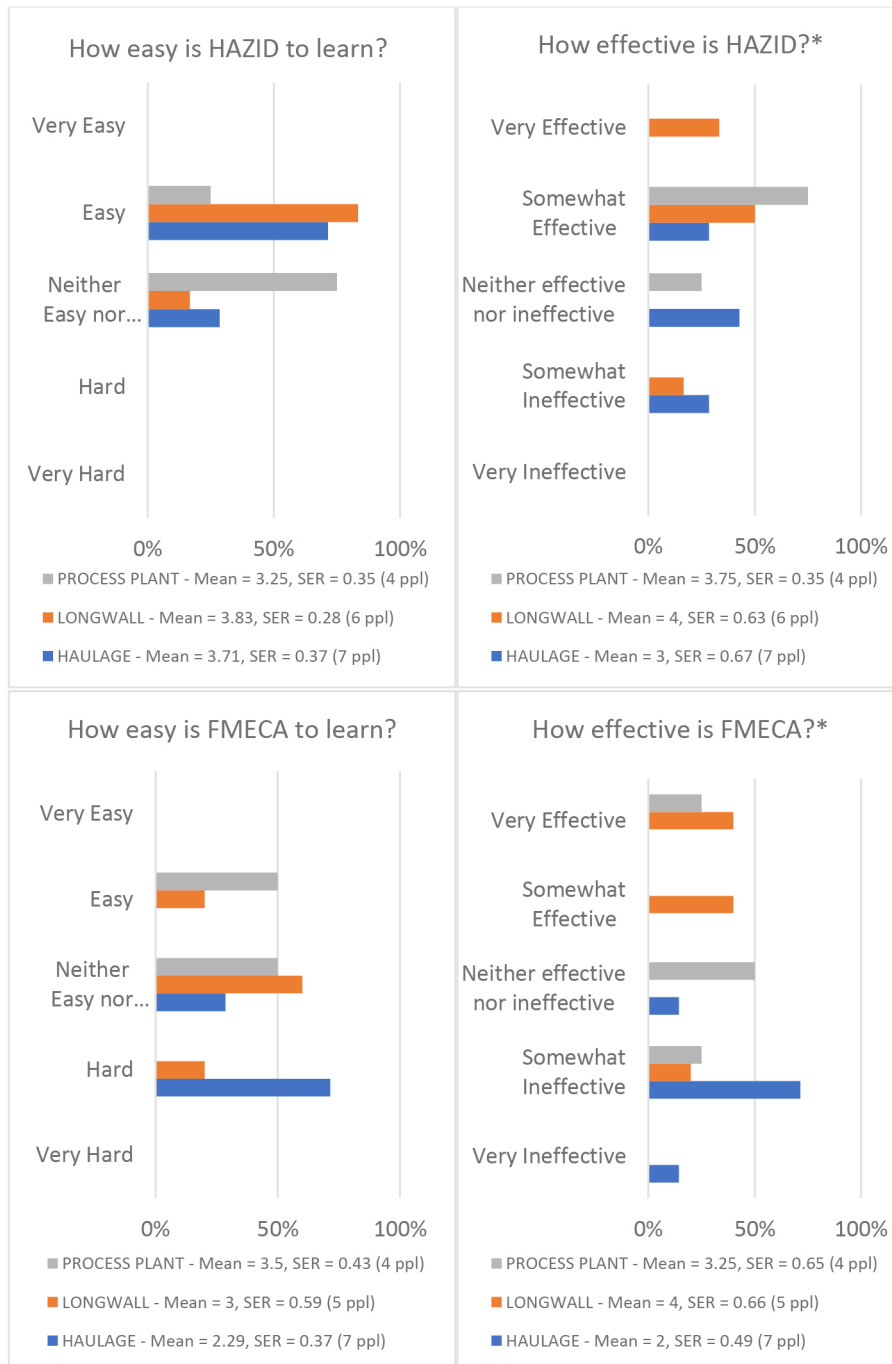 How easy is HAZID to learn?
Very Easy
Easy
Neither
Easy nor...
Hard
Very Hard
0% 50% 100%
PROCESS PLANT - Mean = 3.25, SER = 0.35 (4 ppl)
LONGWALL - Mean = 3.83, SER = 0.28 (6 ppl)
HAULAGE - Mean = 3.71, SER = 0.37 (7 ppl)
How effective is HAZID?*
Very Effective
Somewhat
Effective
Neither effective
nor ineffective
Somewhat
Ineffective
Very Ineffective
0% 50% 100%
PROCESS PLANT - Mean = 3.75, SER = 0.35 (4 ppl)
LONGWALL - Mean = 4, SER = 0.63 (6 ppl)
HAULAGE - Mean = 3, SER = 0.67 (7 ppl)
How easy is FMECA to learn?
Very Easy
Easy
Neither
Easy nor...
Hard
Very Hard
0% 50% 100%
PROCESS PLANT - Mean = 3.5, SER = 0.43 (4 ppl)
LONGWALL - Mean = 3, SER = 0.59 (5 ppl)
HAULAGE - Mean = 2.29, SER = 0.37 (7 ppl)
How effective is FMECA?*
Very Effective
Somewhat
Effective
Neither effective
nor ineffective
Somewhat
Ineffective
Very Ineffective
0% 50% 100%
PROCESS PLANT - Mean = 3.25, SER = 0.65 (4 ppl)
LONGWALL - Mean = 4, SER = 0.66 (5 ppl)
HAULAGE - Mean = 2, SER = 0.49 (7 ppl)